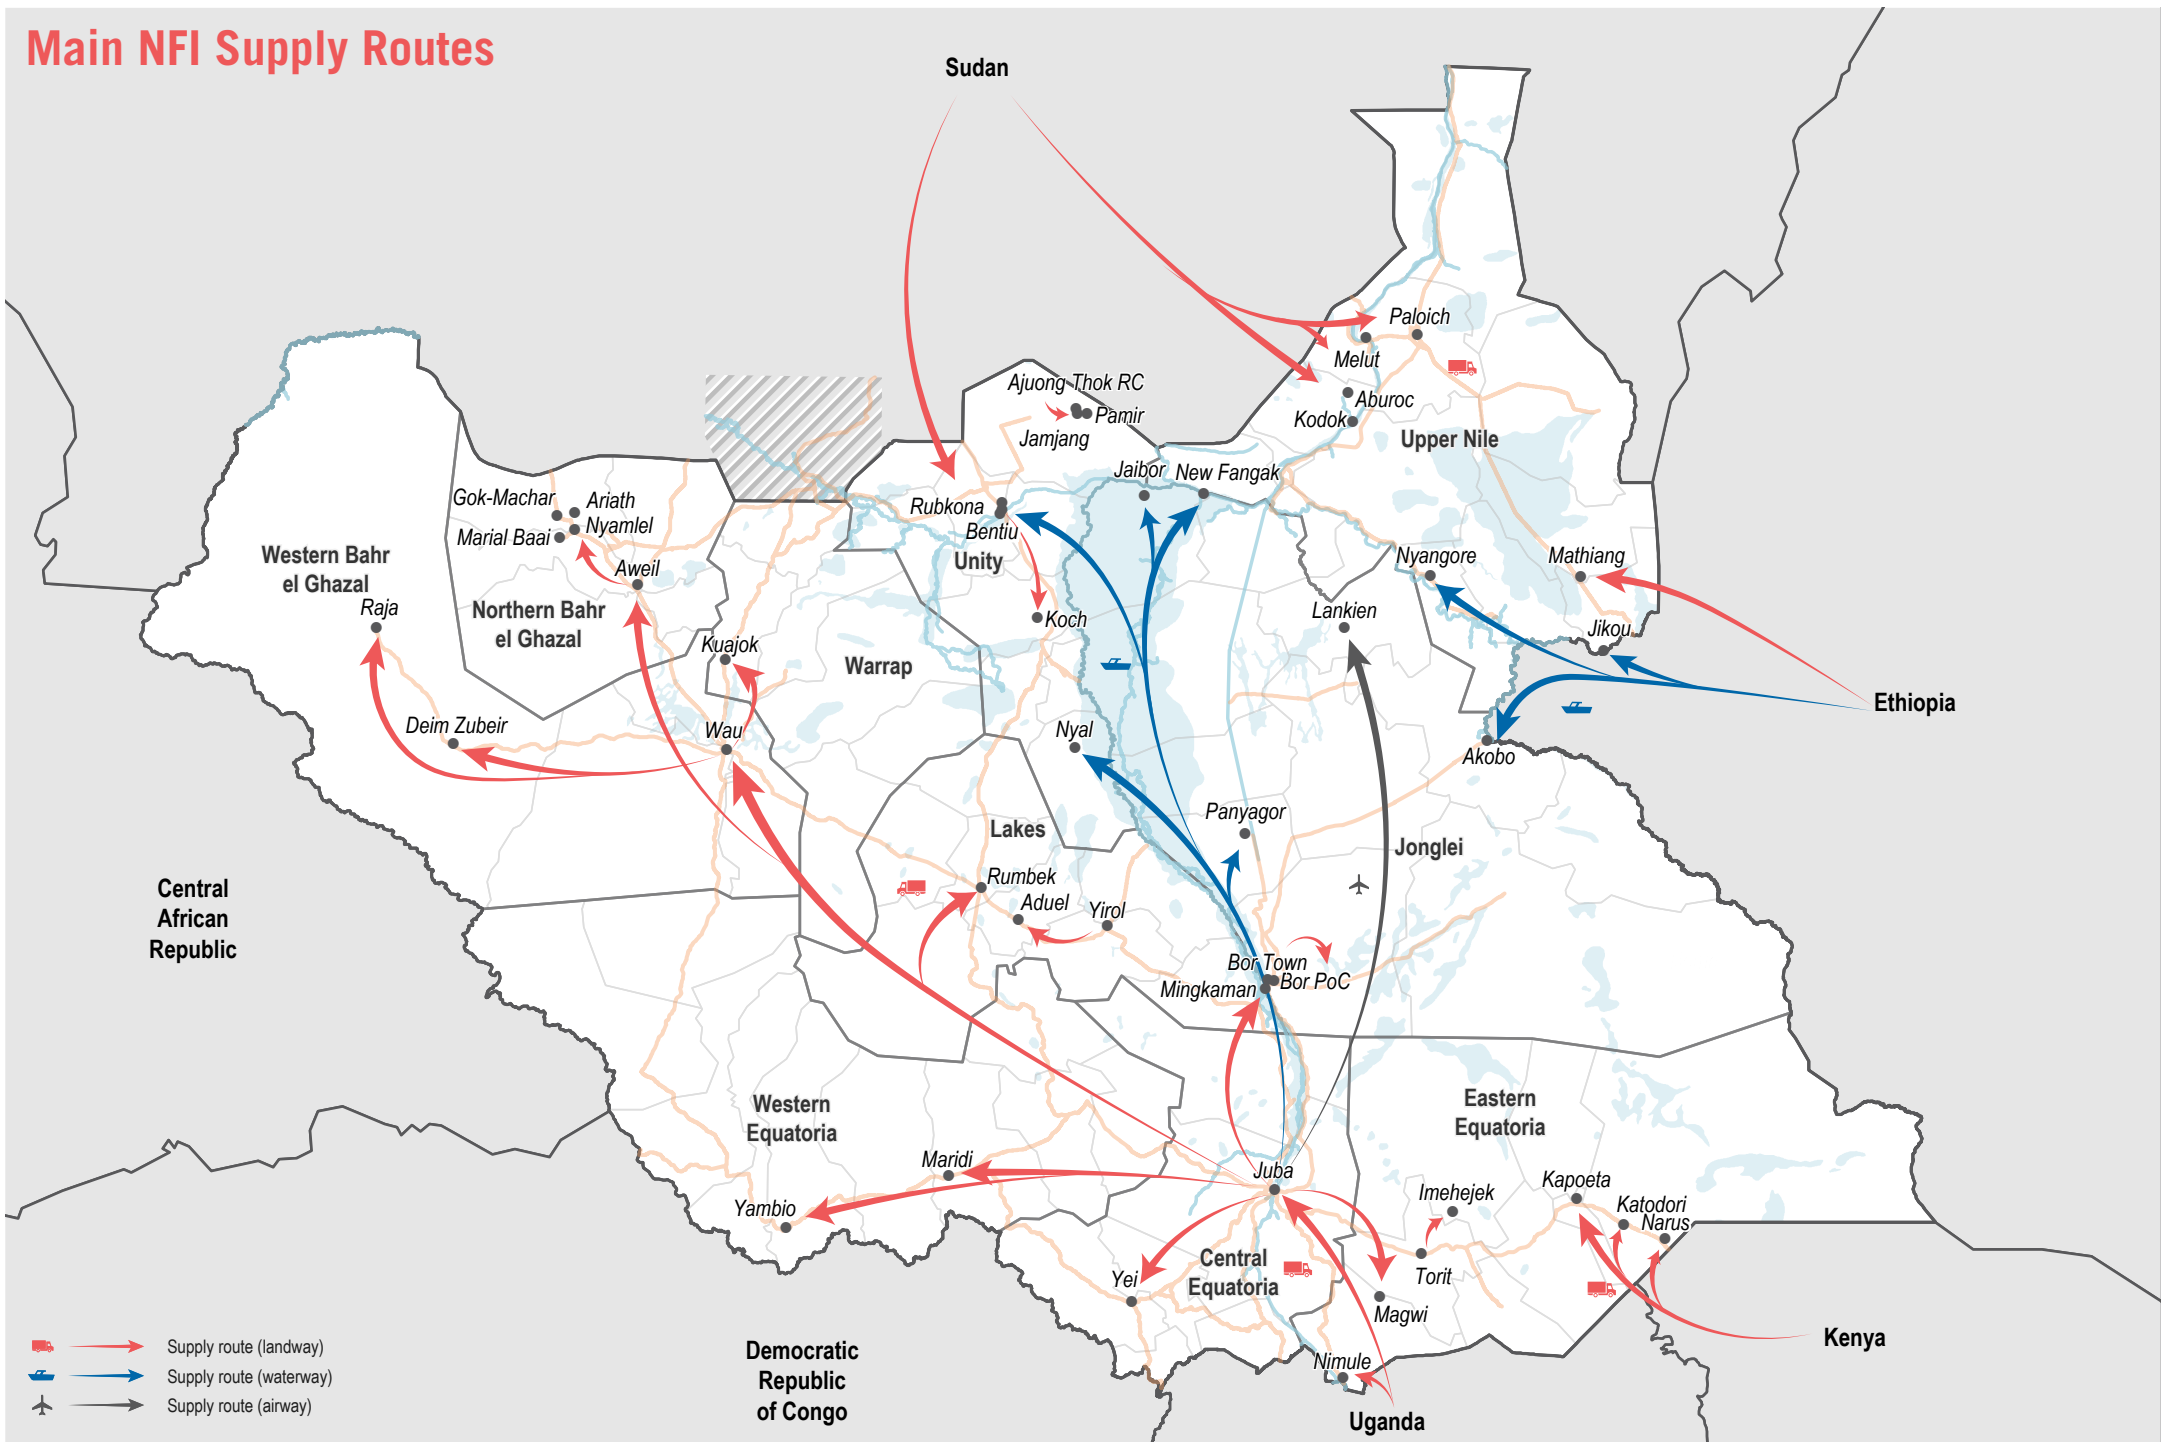 Main NFI Supply Routes
Sudan
Paloich
Melut
Ajuong Thok RC
Pamir
Jamjang
Aburoc
Kodok
Upper Nile
Jaibor
New Fangak
Gok-Machar
Ariath
Nyamlel
Marial Baai
Rubkona
Bentiu
Unity
Western Bahr
el Ghazal
Aweil
Nyangore
Mathiang
Raja
Northern Bahr
el Ghazal
Koch
Lankien
Jikou
Kuajok
Warrap
Ethiopia
Deim Zubeir
Wau
Nyal
Akobo
Panyagor
Lakes
Jonglei
Central
African
Republic
Rumbek
Aduel
Yirol
Bor Town
Bor PoC
Mingkaman
Western
Equatoria
Eastern
Equatoria
Maridi
Juba
Yambio
Imehejek
Kapoeta
Katodori
Narus
Yei
Central
Equatoria
Torit
Magwi
Kenya
Nimule
Democratic
Republic
of Congo
Uganda
Supply route (landway)
Supply route (waterway)
Supply route (airway)